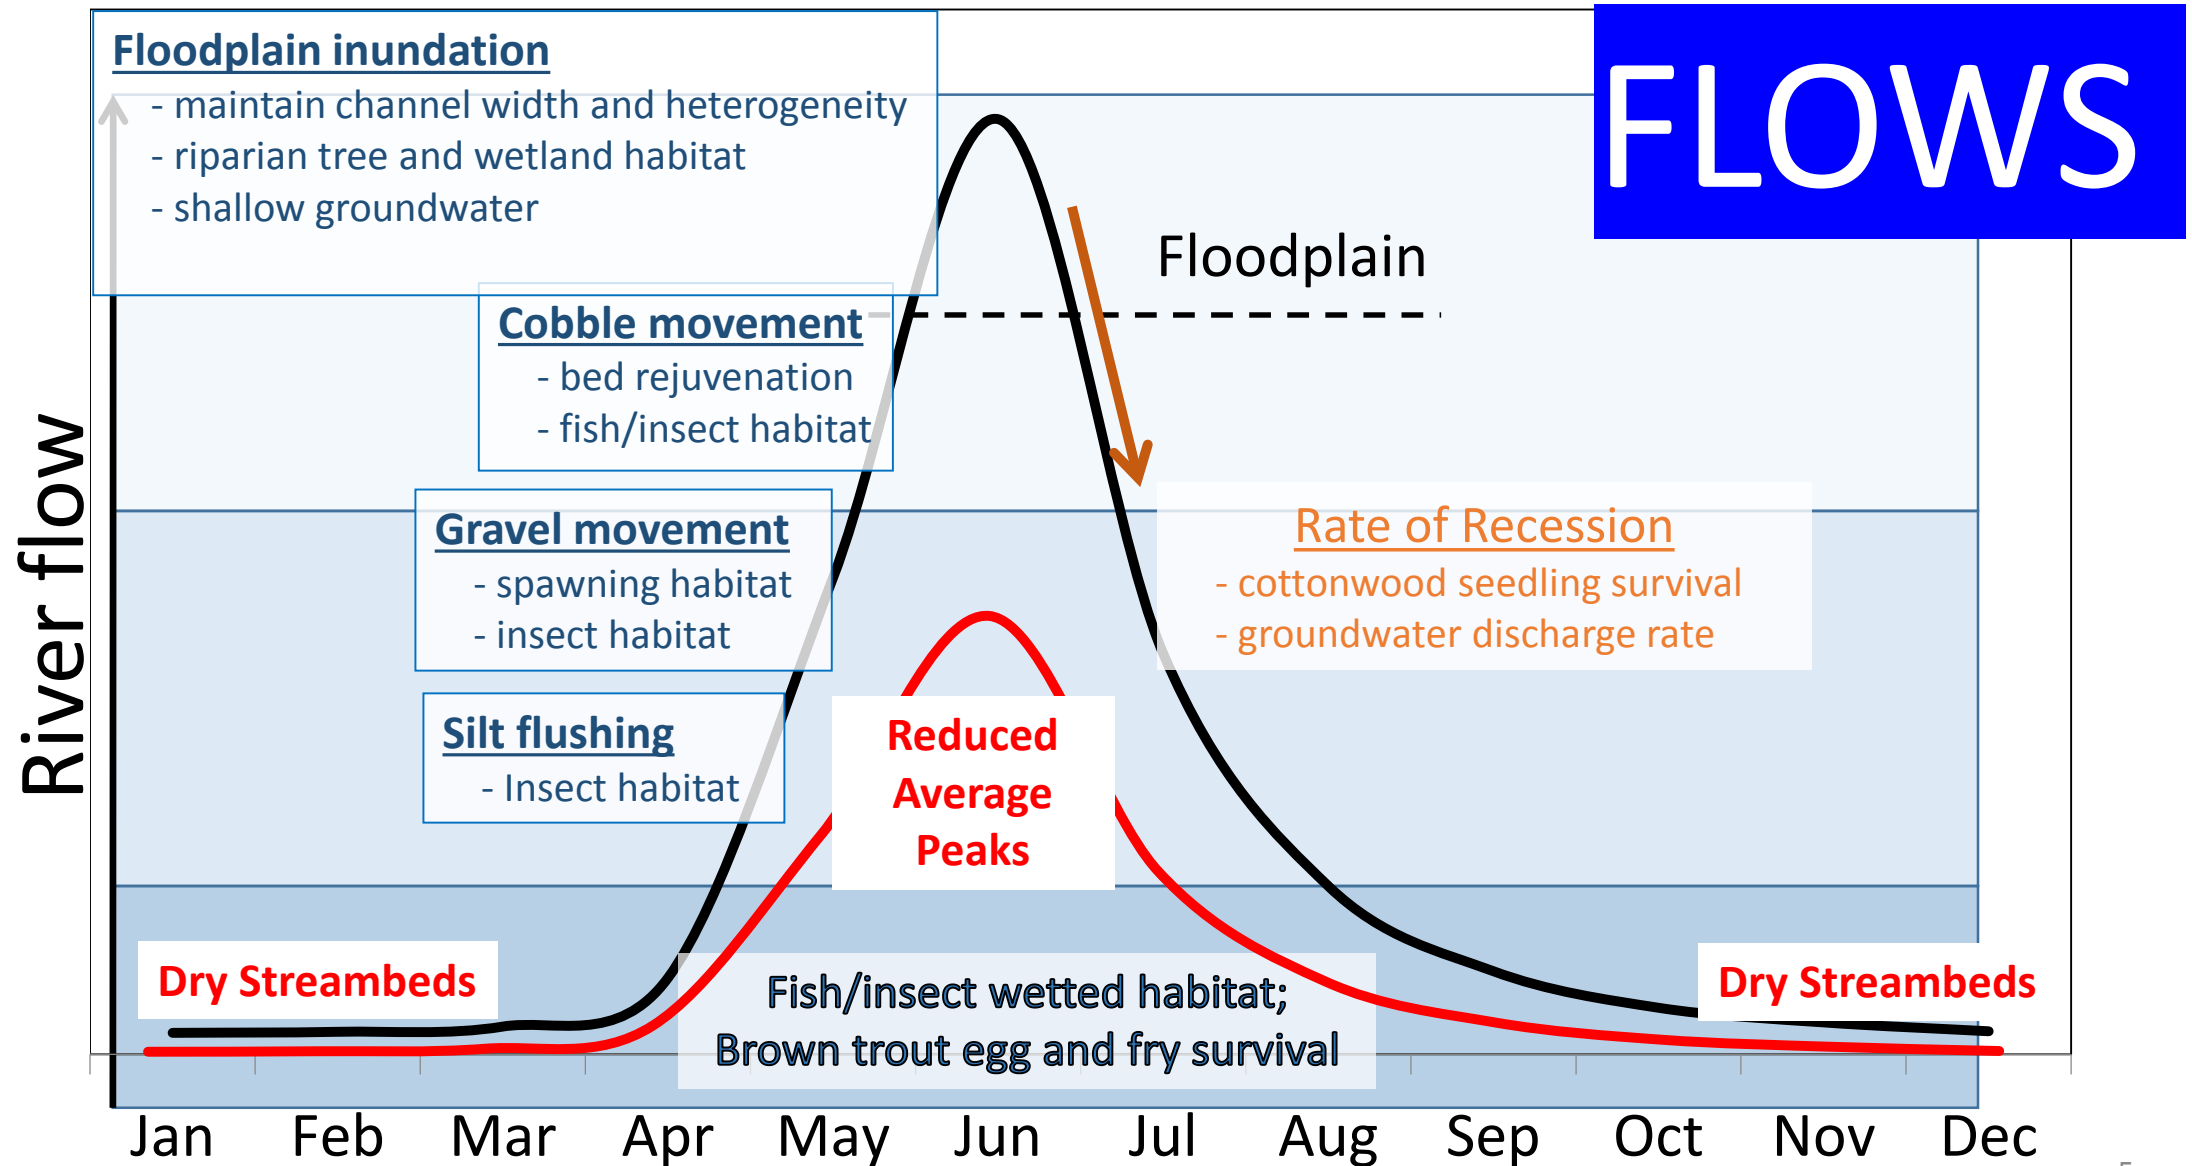 FLOWS
Floodplain inundation
- maintain channel width and heterogeneity
- riparian tree and wetland habitat
- shallow groundwater
Floodplain
Cobble movement
- bed rejuvenation
- fish/insect habitat
Gravel movement
- spawning habitat
- insect habitat
Rate of Recession
- cottonwood seedling survival
- groundwater discharge rate
Silt flushing
- Insect habitat
Reduced
Average
Peaks
River flow
Dry Streambeds
Fish/insect wetted habitat;
Brown trout egg and fry survival
Dry Streambeds
Jan Feb Mar Apr May Jun Jul Aug Sep Oct Nov Dec